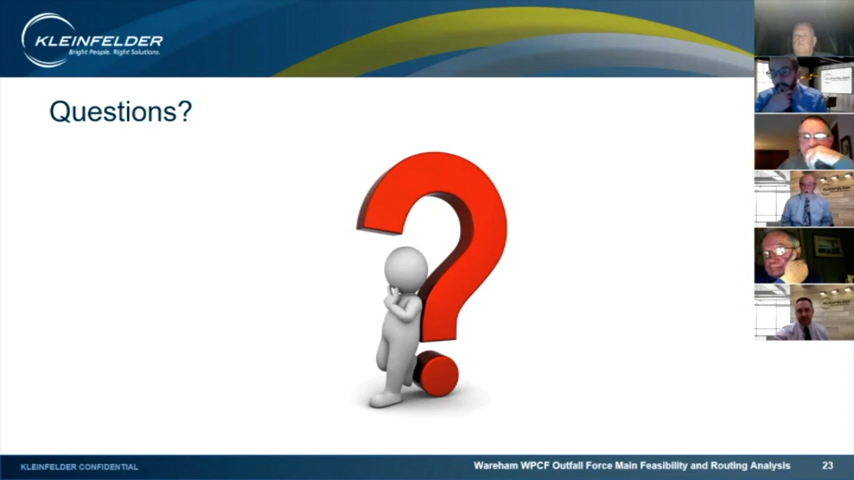 KLEINFELDER
Bright People. Right Solutions.
Questions?
KLEINFELDER CONFIDENTIAL
Wareham WPCF Outfall Force Main Feasibility and Routing Analysis 23